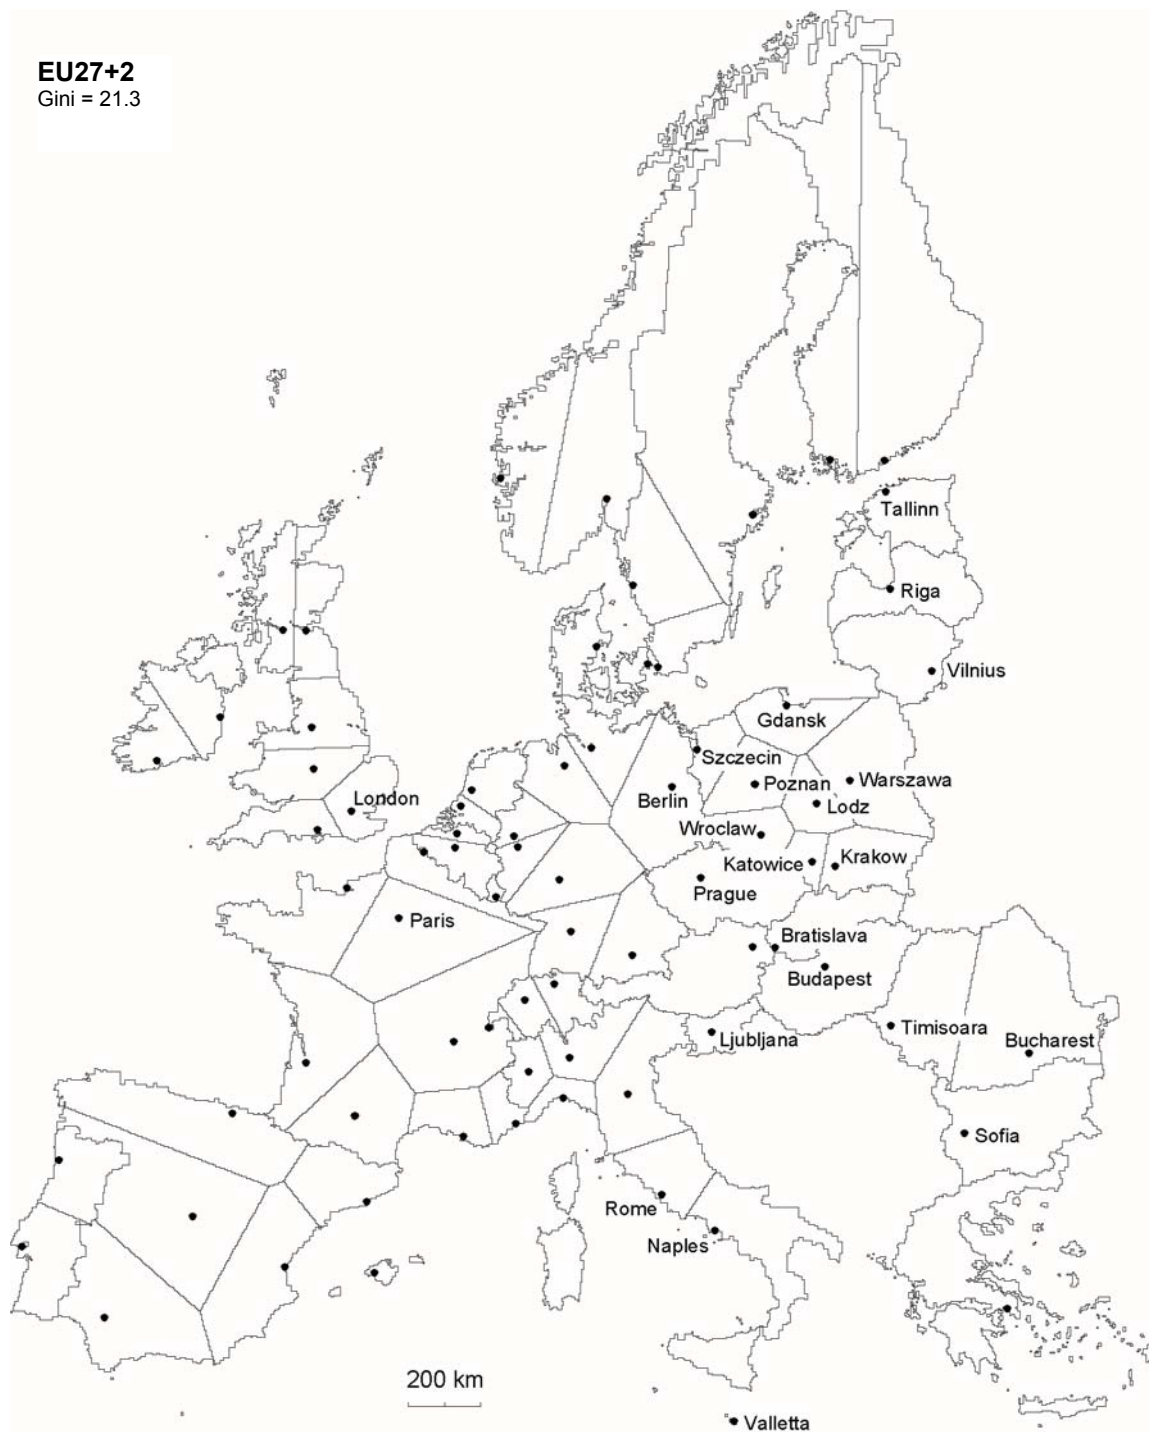 EU27+2
Gini = 21.3
Tallinn
Riga
Vilnius
Gdansk
Szczecin
Poznan
Warszawa
Berlin
London
Lodz
Wroclaw
Katowice
Krakow
Prague
Paris
Bratislava
Budapest
Timisoara
Ljubljana
Bucharest
Sofia
Rome
Naples
200 km
Valletta